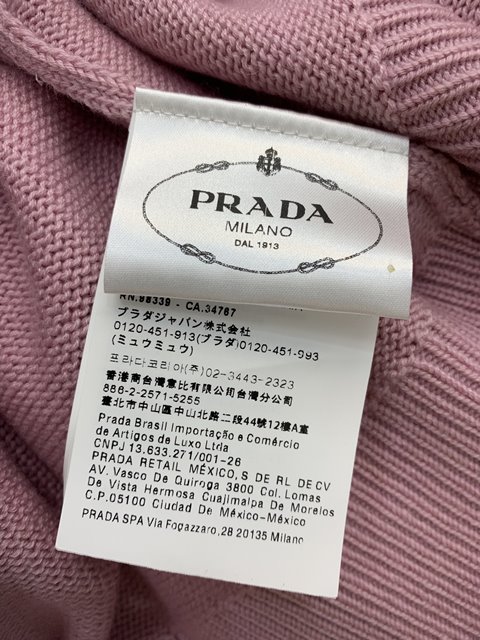 PRADA
MILANO
DAL 1913
RN.98339 - CA.34787
プラダジャパン株式会社
0120-451-913(プラダ)0120-451-993
(ミュウミュウ)
프라다코리아(주)02-3443-2323
香港商台灣意比有限公司台灣分公司
886-2-2571-5255
臺北市中山區中山北路二段44號12樓A室
Prada Brasil Importação e Comércio
de Artigos de Luxo Ltda
CNPJ 13.633.271/001-26
PRADA RETAIL MÉXICO, S DE RL DE CV
AV. Vasco De Quiroga 3800 Col. Lomas
De Vista Hermosa Cuajimalpa De Morelos
C.P.05100 Ciudad De México-México
PRADA SPA Via Fogazzaro,28 20135 Milano